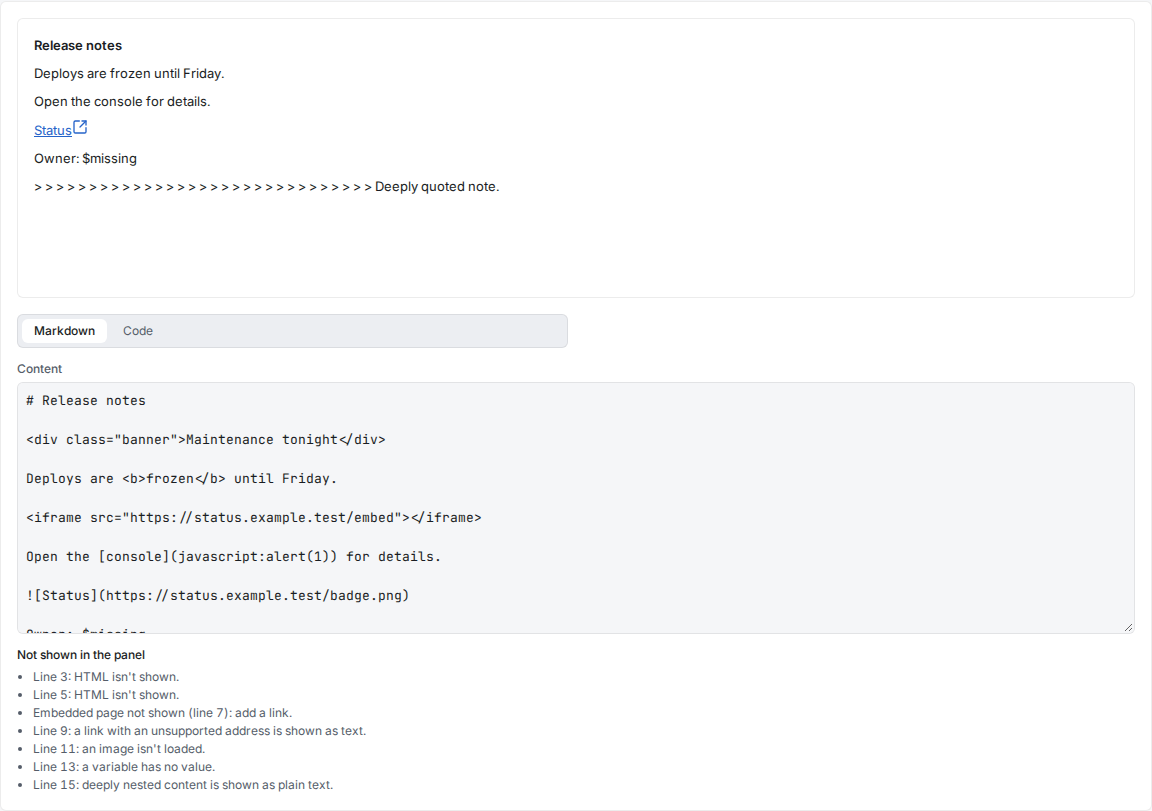 Release notes
Deploys are frozen until Friday.
Open the console for details.
Status
Owner: $missing
> > > > > > > > > > > > > > > > > > > > > > > > > > > > > > > Deeply quoted note.
Markdown Code
Content
# Release notes
<div class="banner">Maintenance tonight</div>
Deploys are <b>frozen</b> until Friday.
<iframe src="https://status.example.test/embed"></iframe>
Open the [console](javascript:alert(1)) for details.
![Status](https://status.example.test/badge.png)
Owner: $missing
Not shown in the panel
• Line 3: HTML isn't shown.
• Line 5: HTML isn't shown.
• Embedded page not shown (line 7): add a link.
• Line 9: a link with an unsupported address is shown as text.
• Line 11: an image isn't loaded.
• Line 13: a variable has no value.
• Line 15: deeply nested content is shown as plain text.